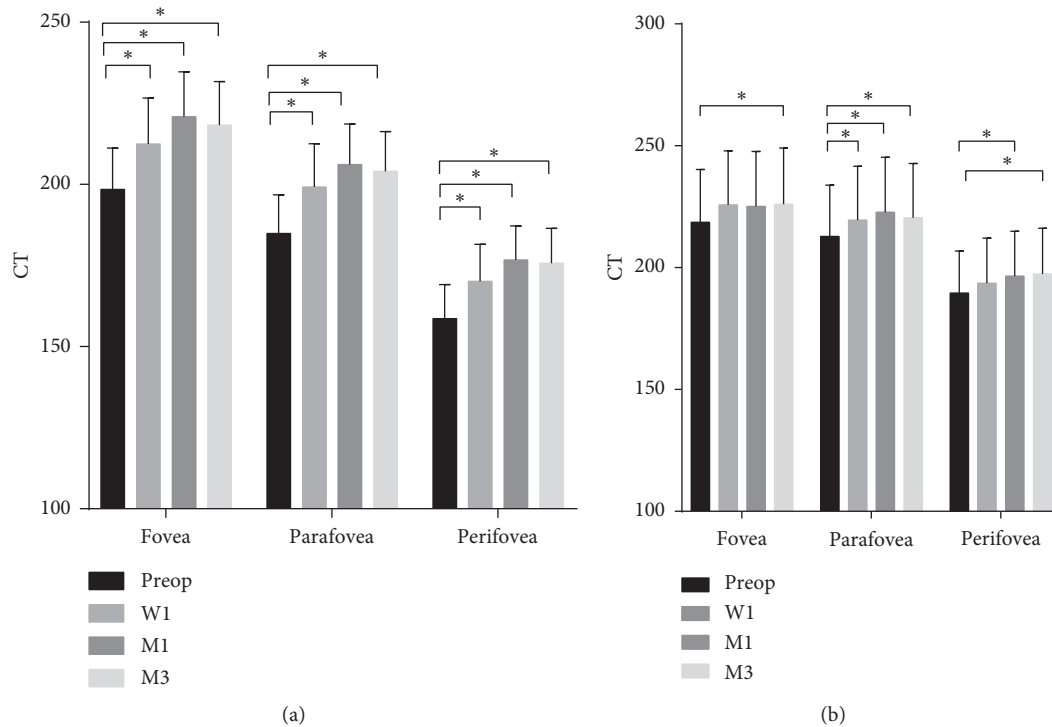 250
200
150
100
CT
* * *
* * *
* * *
Fovea
Parafovea
Perifovea
Preop
W1
M1
M3
(a)
300
250
200
150
100
CT
*
* * *
* *
Fovea
Parafovea
Perifovea
Preop
W1
M1
M3
(b)